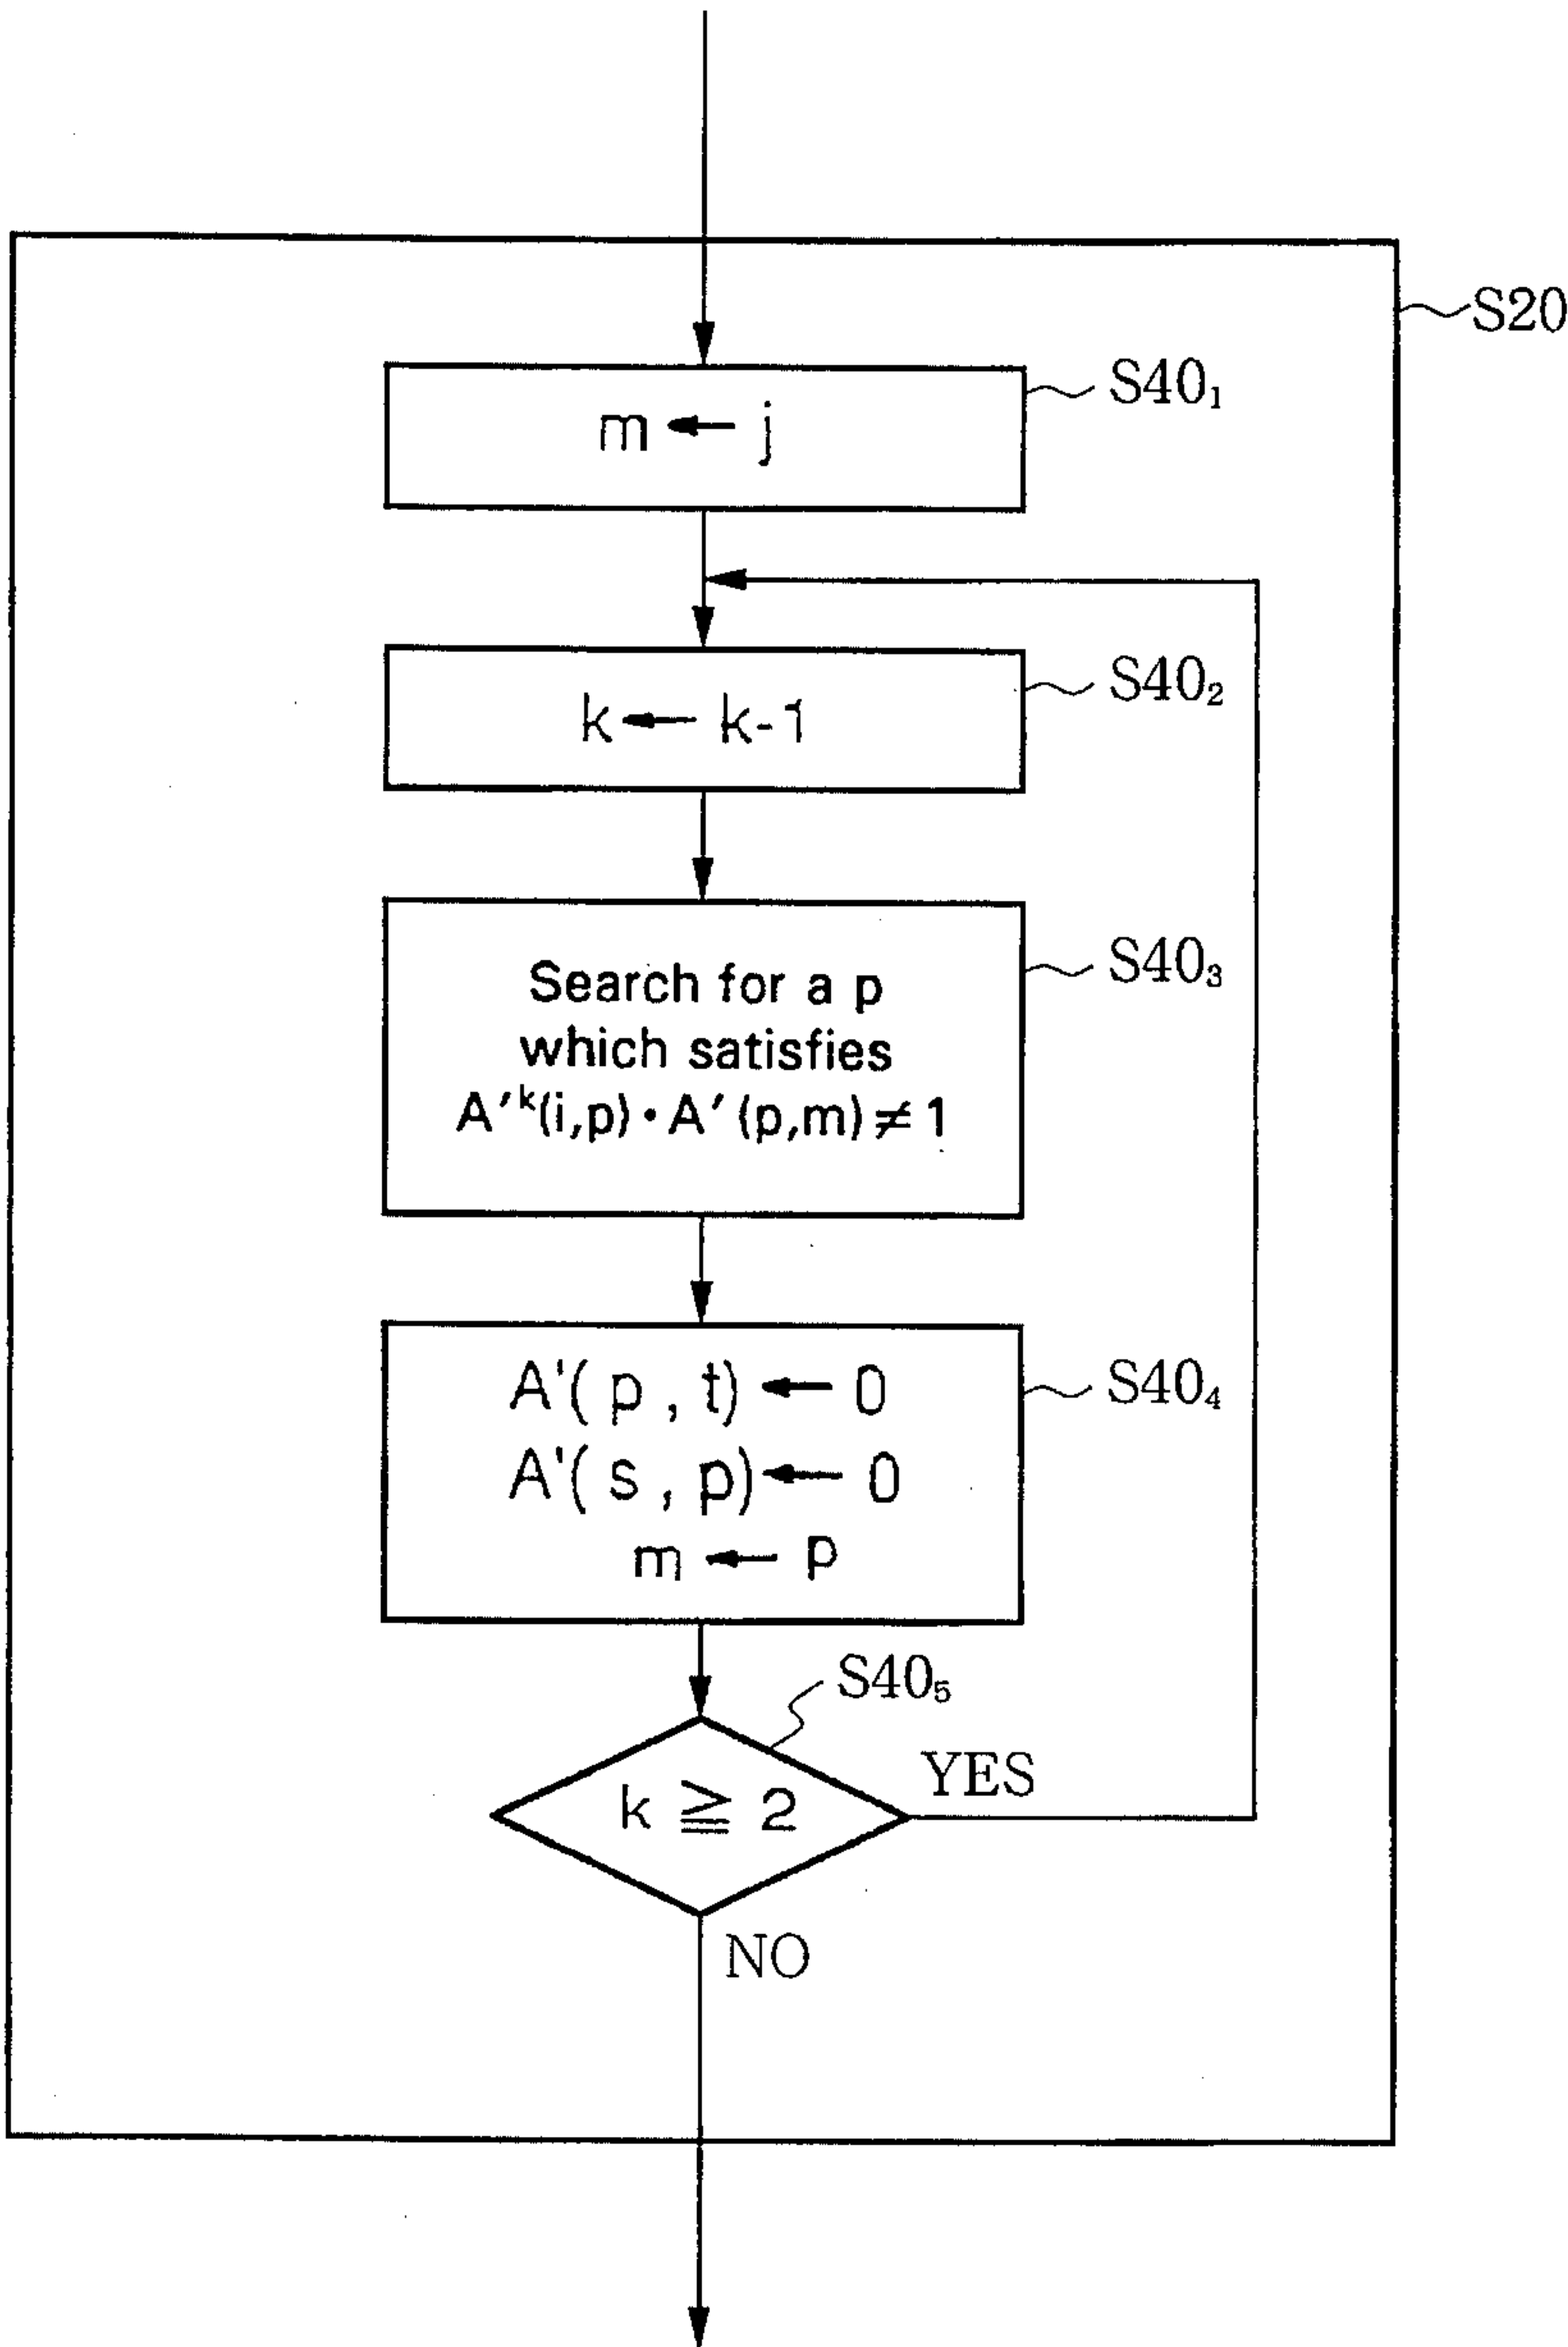 S20
S40₁
m ← j
S40₂
k ← k-1
S40₃
Search for a p
which satisfies
A′ᵏ(i,p)・A′(p,m)≠1
S40₄
A'(p,t) ← 0
A'(s,p) ← 0
m ← p
S40₅
YES
k ≧ 2
NO